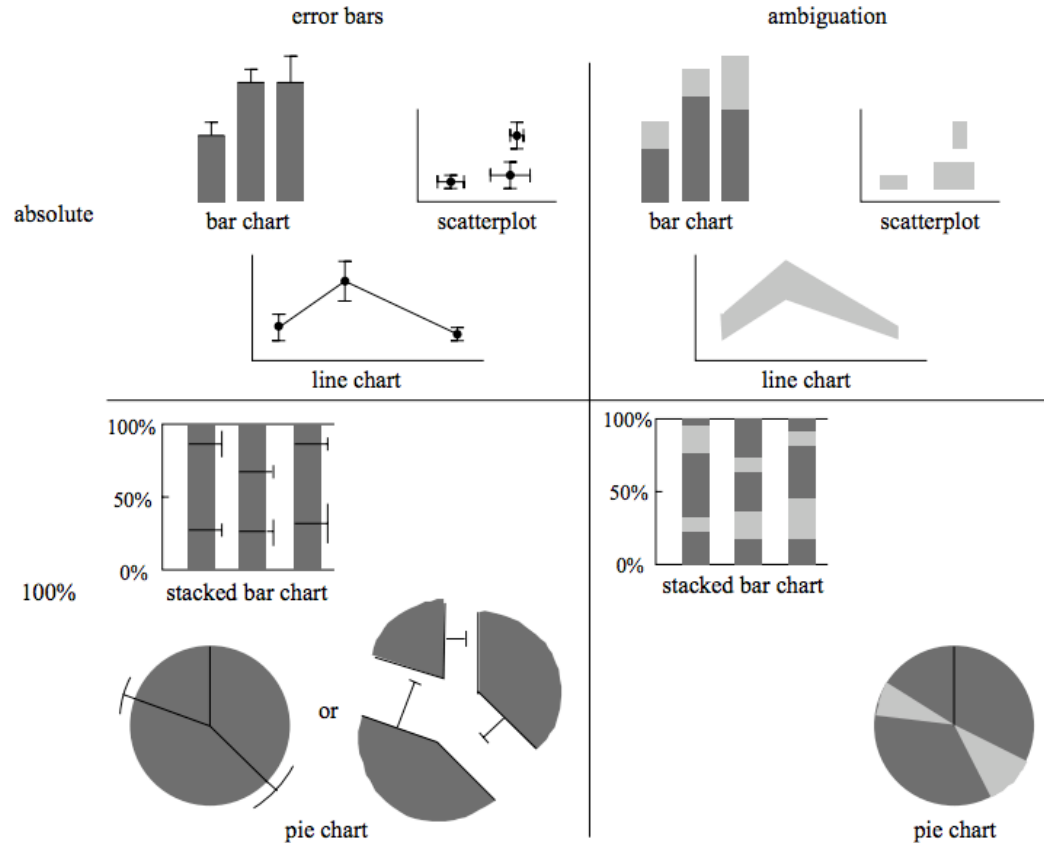 error bars
ambiguation
absolute
bar chart
scatterplot
line chart
bar chart
scatterplot
line chart
100%
100%
50%
0%
stacked bar chart
or
pie chart
100%
50%
0%
stacked bar chart
pie chart